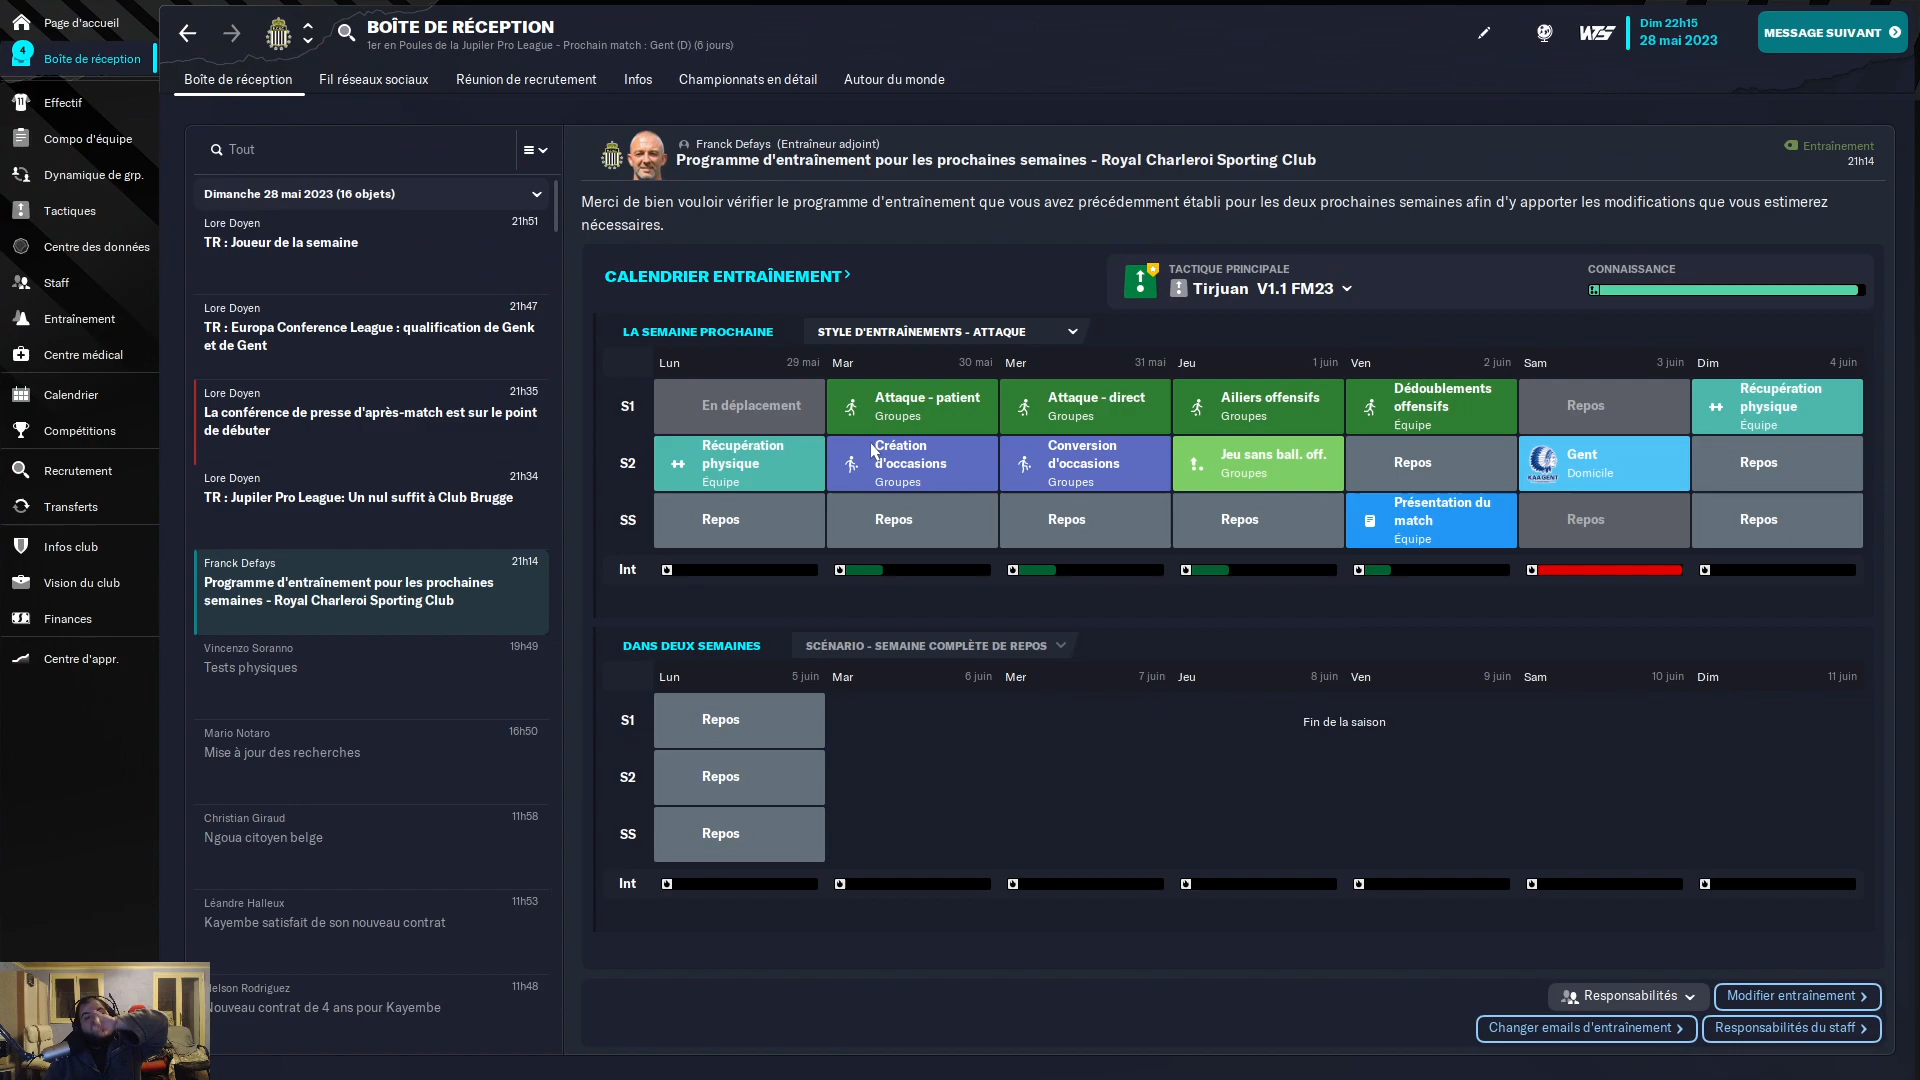 Page d'accueil
4
Boîte de réception
Effectif
Compo d'équipe
Dynamique de grp.
Tactiques
Centre des données
Staff
Entraînement
Centre médical
Calendrier
Compétitions
Recrutement
Transferts
Infos club
Vision du club
Finances
Centre d'appr.
BOÎTE DE RÉCEPTION
1er en Poules de la Jupiler Pro League - Prochain match : Gent (D) (6 jours)
Dim 22h15
28 mai 2023
MESSAGE SUIVANT
Boîte de réception
Fil réseaux sociaux
Réunion de recrutement
Infos
Championnats en détail
Autour du monde
Tout
Dimanche 28 mai 2023 (16 objets)
Lore Doyen 21h51
TR : Joueur de la semaine
Lore Doyen 21h47
TR : Europa Conference League : qualification de Genk
et de Gent
Lore Doyen 21h35
La conférence de presse d'après-match est sur le point
de débuter
Lore Doyen 21h34
TR : Jupiler Pro League: Un nul suffit à Club Brugge
Franck Defays 21h14
Programme d'entraînement pour les prochaines
semaines - Royal Charleroi Sporting Club
Vincenzo Soranno 19h49
Tests physiques
Mario Notaro 16h50
Mise à jour des recherches
Christian Giraud 11h58
Ngoua citoyen belge
Léandre Halleux 11h53
Kayembe satisfait de son nouveau contrat
elson Rodriguez 11h48
ouveau contrat de 4 ans pour Kayembe
Franck Defays (Entraîneur adjoint)
Programme d'entraînement pour les prochaines semaines - Royal Charleroi Sporting Club
Entraînement
21h14
Merci de bien vouloir vérifier le programme d'entraînement que vous avez précédemment établi pour les deux prochaines semaines afin d'y apporter les modifications que vous estimerez
nécessaires.
CALENDRIER ENTRAÎNEMENT
TACTIQUE PRINCIPALE
Tirjuan V1.1 FM23
CONNAISSANCE
LA SEMAINE PROCHAINE
STYLE D'ENTRAÎNEMENTS - ATTAQUE
Lun 29 mai Mar 30 mai Mer 31 mai Jeu 1 juin Ven 2 juin Sam 3 juin Dim 4 juin
S1
En déplacement
Attaque - patient
Groupes
Attaque - direct
Groupes
Ailiers offensifs
Groupes
Dédoublements
offensifs
Équipe
Repos
Récupération
physique
Équipe
S2
Récupération
physique
Équipe
Création
d'occasions
Groupes
Conversion
d'occasions
Groupes
Jeu sans ball. off.
Groupes
Repos
KAAGENT
Gent
Domicile
Repos
SS
Repos
Repos
Repos
Repos
Présentation du
match
Équipe
Repos
Repos
Int
DANS DEUX SEMAINES
SCÉNARIO - SEMAINE COMPLÈTE DE REPOS
Lun 5 juin Mar 6 juin Mer 7 juin Jeu 8 juin Ven 9 juin Sam 10 juin Dim 11 juin
S1
Repos
Fin de la saison
S2
Repos
SS
Repos
Int
Responsabilités
Modifier entraînement
Changer emails d'entraînement
Responsabilités du staff